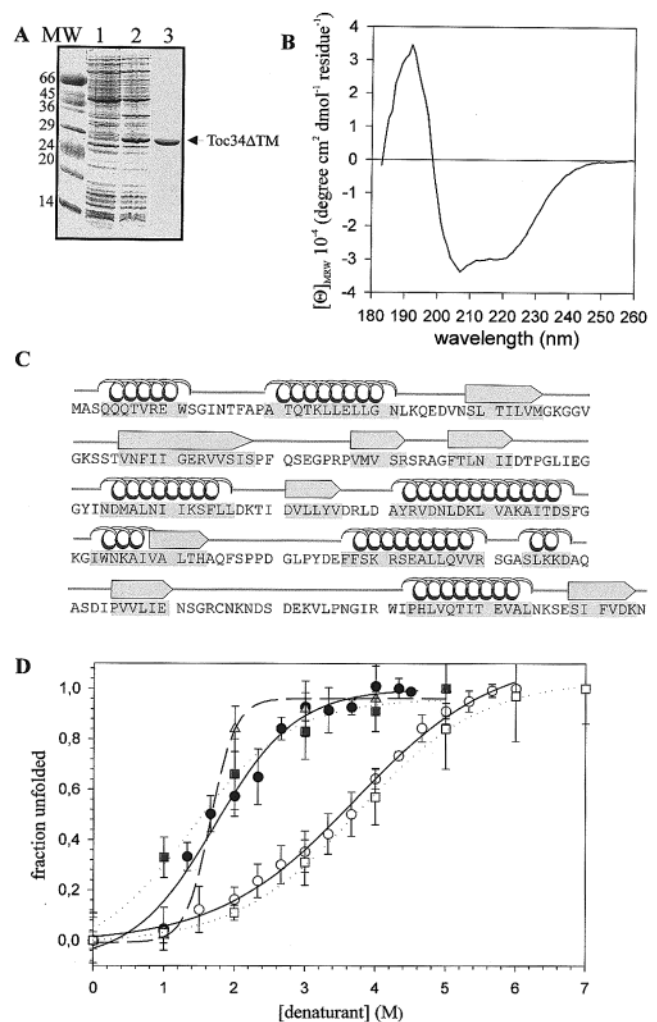 A
MW 1 2 3
66
45
36
29
24
20
14
Toc34ΔTM
B
[Θ]MRW 10⁻⁴ (degree cm² dmol⁻¹ residue⁻¹)
4
3
2
1
0
-1
-2
-3
-4
180 190 200 210 220 230 240 250 260
wavelength (nm)
C
MASQQQTVRE WSGINTFAPA TQTKLLELLG NLKQEDVNSL TILVMGKGGV
GKSSTVNFII GERVVSISPF QSEGPRPVMV SRSRAGFTLN IIDTPGLIEG
GYINDMALNI IKSFLLDKTI DVLLYVDRLD AYRVDNLDKL VAKAITDSFG
KGIWNKAIVA LTHAQFSPPD GLPYDEFFSK RSEALLQVVR SGASLKKDAQ
ASDIPVVLIE NSGRCNKNDS DEKVLPNGIR WIPHLVQTIT EVALNKSESI FVDKN
D
fraction unfolded
1,0
0,8
0,6
0,4
0,2
0,0
0 1 2 3 4 5 6 7
[denaturant] (M)